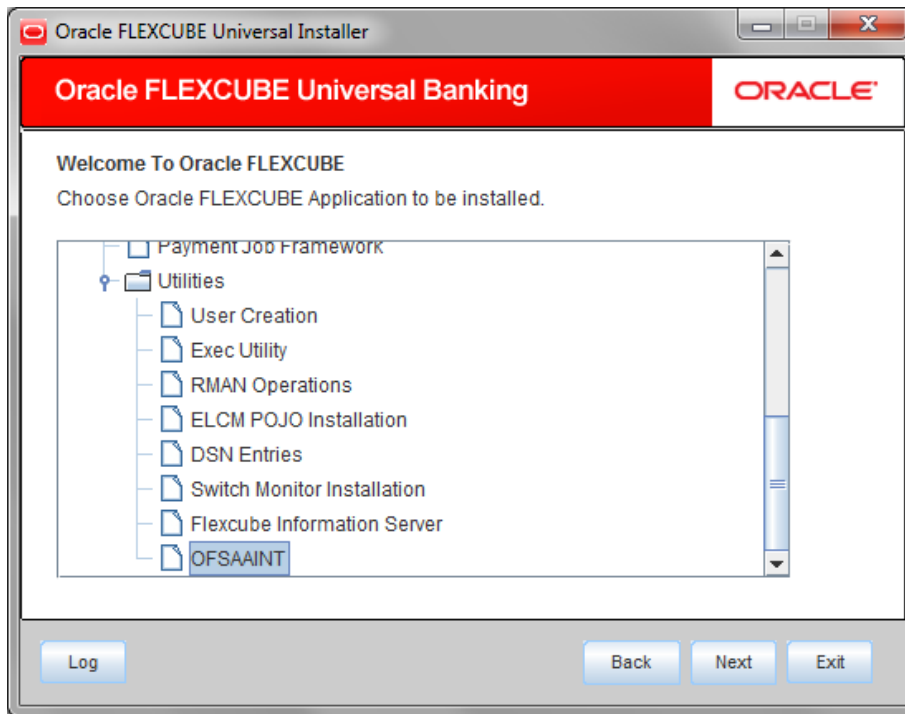 Oracle FLEXCUBE Universal Installer
Oracle FLEXCUBE Universal Banking
ORACLE
Welcome To Oracle FLEXCUBE
Choose Oracle FLEXCUBE Application to be installed.
Payment Job Framework
Utilities
User Creation
Exec Utility
RMAN Operations
ELCM POJO Installation
DSN Entries
Switch Monitor Installation
Flexcube Information Server
OFSAAINT
Log Back Next Exit